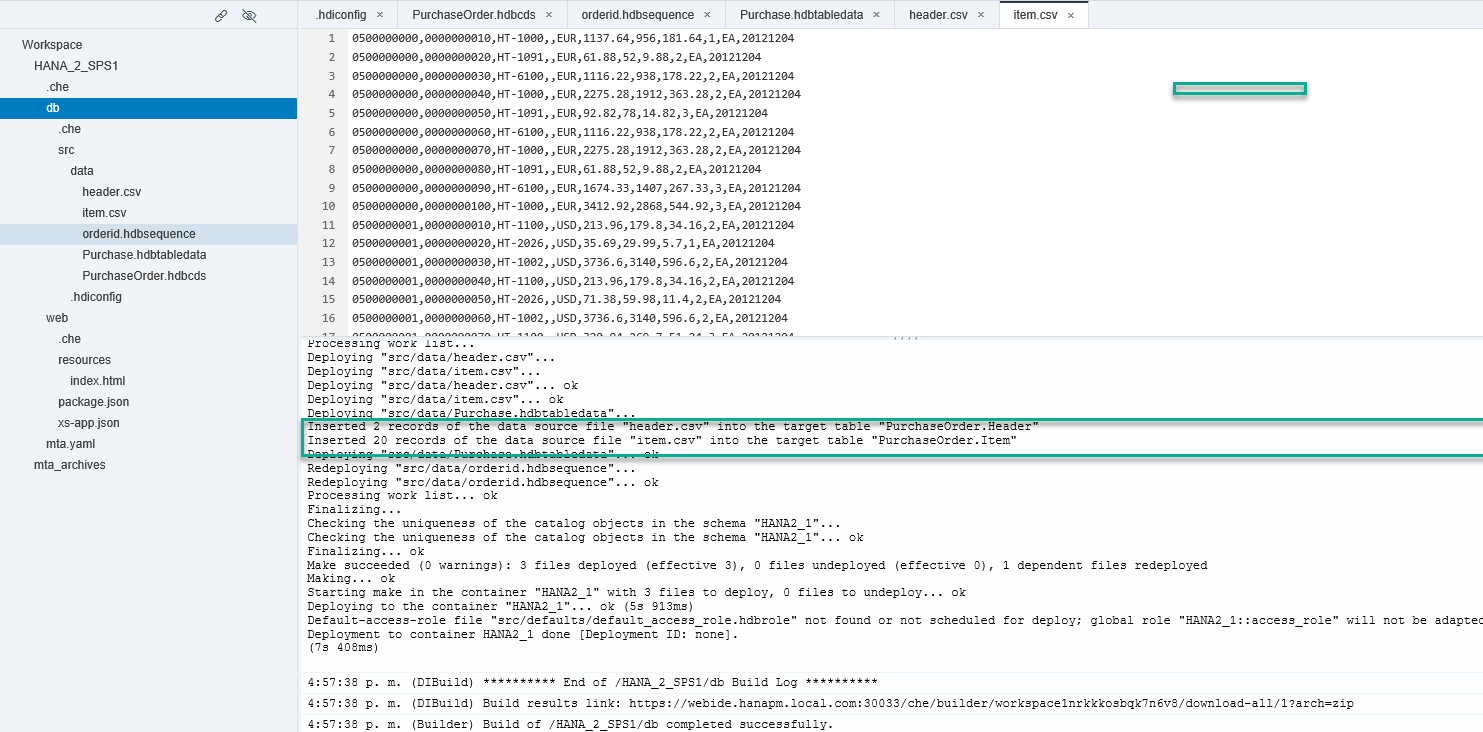 .hdiconfig × PurchaseOrder.hdbcds × orderid.hdbsequence × Purchase.hdbtabledata × header.csv × item.csv ×
Workspace
HANA_2_SPS1
.che
db
.che
src
data
header.csv
item.csv
orderid.hdbsequence
Purchase.hdbtabledata
PurchaseOrder.hdbcds
.hdiconfig
web
.che
resources
index.html
package.json
xs-app.json
mta.yaml
mta_archives
1 0500000000,0000000010,HT-1000,,EUR,1137.64,956,181.64,1,EA,20121204
2 0500000000,0000000020,HT-1091,,EUR,61.88,52,9.88,2,EA,20121204
3 0500000000,0000000030,HT-6100,,EUR,1116.22,938,178.22,2,EA,20121204
4 0500000000,0000000040,HT-1000,,EUR,2275.28,1912,363.28,2,EA,20121204
5 0500000000,0000000050,HT-1091,,EUR,92.82,78,14.82,3,EA,20121204
6 0500000000,0000000060,HT-6100,,EUR,1116.22,938,178.22,2,EA,20121204
7 0500000000,0000000070,HT-1000,,EUR,2275.28,1912,363.28,2,EA,20121204
8 0500000000,0000000080,HT-1091,,EUR,61.88,52,9.88,2,EA,20121204
9 0500000000,0000000090,HT-6100,,EUR,1674.33,1407,267.33,3,EA,20121204
10 0500000000,0000000100,HT-1000,,EUR,3412.92,2868,544.92,3,EA,20121204
11 0500000001,0000000010,HT-1100,,USD,213.96,179.8,34.16,2,EA,20121204
12 0500000001,0000000020,HT-2026,,USD,35.69,29.99,5.7,1,EA,20121204
13 0500000001,0000000030,HT-1002,,USD,3736.6,3140,596.6,2,EA,20121204
14 0500000001,0000000040,HT-1100,,USD,213.96,179.8,34.16,2,EA,20121204
15 0500000001,0000000050,HT-2026,,USD,71.38,59.98,11.4,2,EA,20121204
16 0500000001,0000000060,HT-1002,,USD,3736.6,3140,596.6,2,EA,20121204
Processing work list...
Deploying "src/data/header.csv"...
Deploying "src/data/item.csv"...
Deploying "src/data/header.csv"... ok
Deploying "src/data/item.csv"... ok
Deploying "src/data/Purchase.hdbtabledata"...
Inserted 2 records of the data source file "header.csv" into the target table "PurchaseOrder.Header"
Inserted 20 records of the data source file "item.csv" into the target table "PurchaseOrder.Item"
Deploying "src/data/Purchase.hdbtabledata"... ok
Redeploying "src/data/orderid.hdbsequence"...
Redeploying "src/data/orderid.hdbsequence"... ok
Processing work list... ok
Finalizing...
Checking the uniqueness of the catalog objects in the schema "HANA2_1"...
Checking the uniqueness of the catalog objects in the schema "HANA2_1"... ok
Finalizing... ok
Make succeeded (0 warnings): 3 files deployed (effective 3), 0 files undeployed (effective 0), 1 dependent files redeployed
Making... ok
Starting make in the container "HANA2_1" with 3 files to deploy, 0 files to undeploy... ok
Deploying to the container "HANA2_1"... ok (5s 913ms)
Default-access-role file "src/defaults/default_access_role.hdbrole" not found or not scheduled for deploy; global role "HANA2_1::access_role" will not be adapted
Deployment to container HANA2_1 done [Deployment ID: none].
(7s 408ms)
4:57:38 p. m. (DIBuild) ********** End of /HANA_2_SPS1/db Build Log **********
4:57:38 p. m. (DIBuild) Build results link: https://webide.hanapm.local.com:30033/che/builder/workspace1nrkkkosbqk7n6v8/download-all/1?arch=zip
4:57:38 p. m. (Builder) Build of /HANA_2_SPS1/db completed successfully.